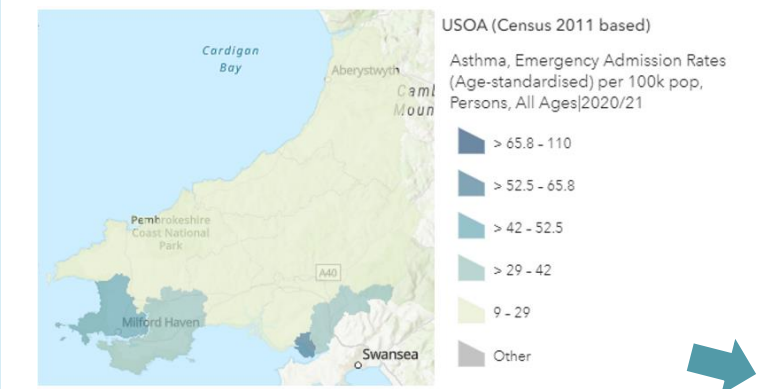 Cardigan
Bay
Aberystwyth
Camb
Moun
Pembrokeshire
Coast National
Park
A40
Milford Haven
Swansea
USOA (Census 2011 based)
Asthma, Emergency Admission Rates
(Age-standardised) per 100k pop,
Persons, All Ages|2020/21
> 65.8 - 110
> 52.5 - 65.8
> 42 - 52.5
> 29 - 42
9 - 29
Other